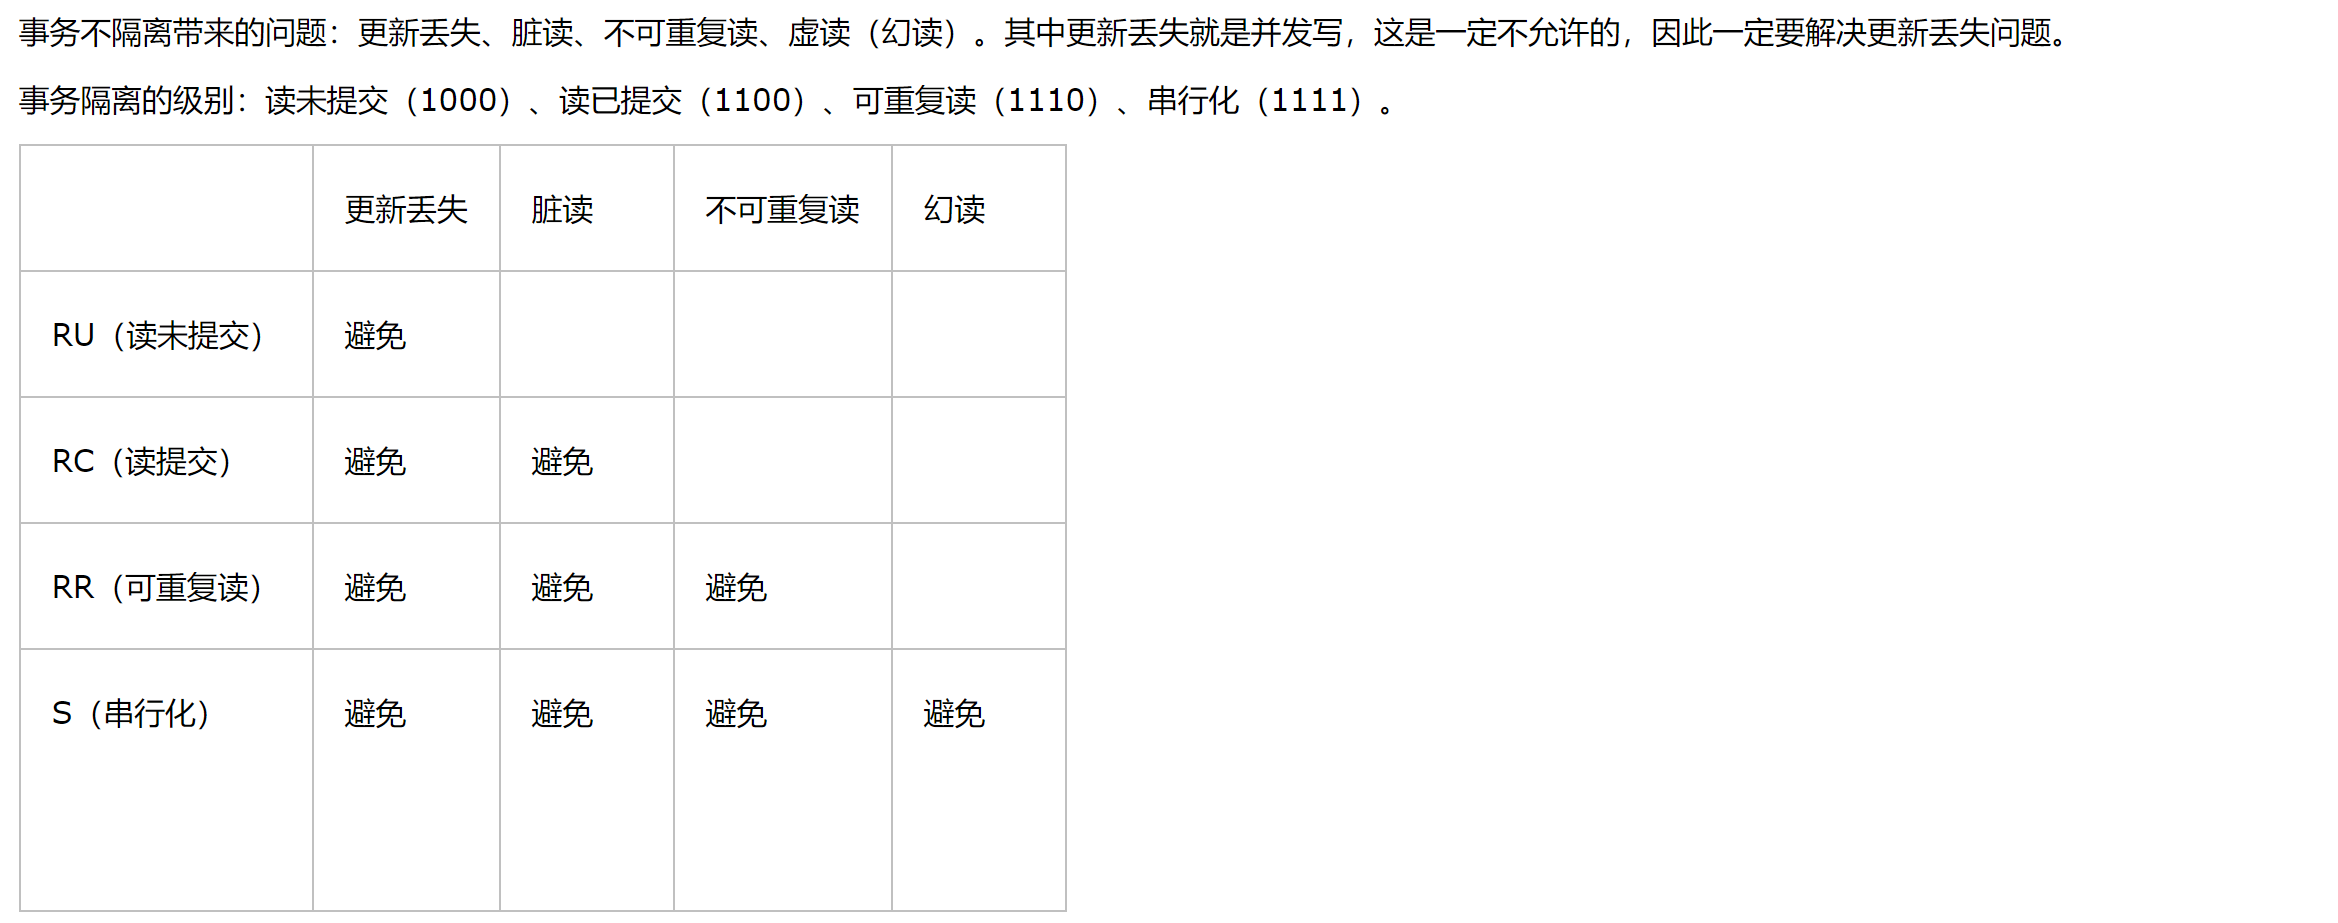 事务不隔离带来的问题：更新丢失、脏读、不可重复读、虚读（幻读）。其中更新丢失就是并发写，这是一定不允许的，因此一定要解决更新丢失问题。
事务隔离的级别：读未提交（1000）、读已提交（1100）、可重复读（1110）、串行化（1111）。
更新丢失 脏读 不可重复读 幻读
RU（读未提交） 避免
RC（读提交） 避免 避免
RR（可重复读） 避免 避免 避免
S（串行化） 避免 避免 避免 避免